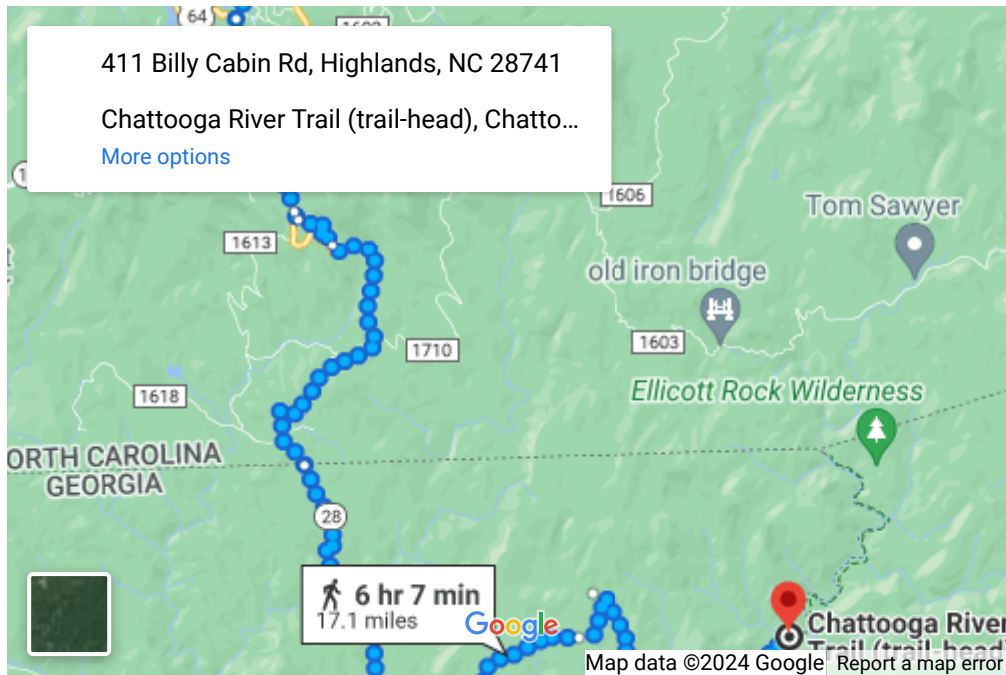 64
411 Billy Cabin Rd, Highlands, NC 28741
Chattooga River Trail (trail-head), Chatto...
More options
1606
Tom Sawyer
1613
old iron bridge
1603
1710
Ellicott Rock Wilderness
1618
ORTH CAROLINA
GEORGIA
28
6 hr 7 min
17.1 miles
Google
Chattooga River
Trail (trail-head)
Map data ©2024 Google
Report a map error